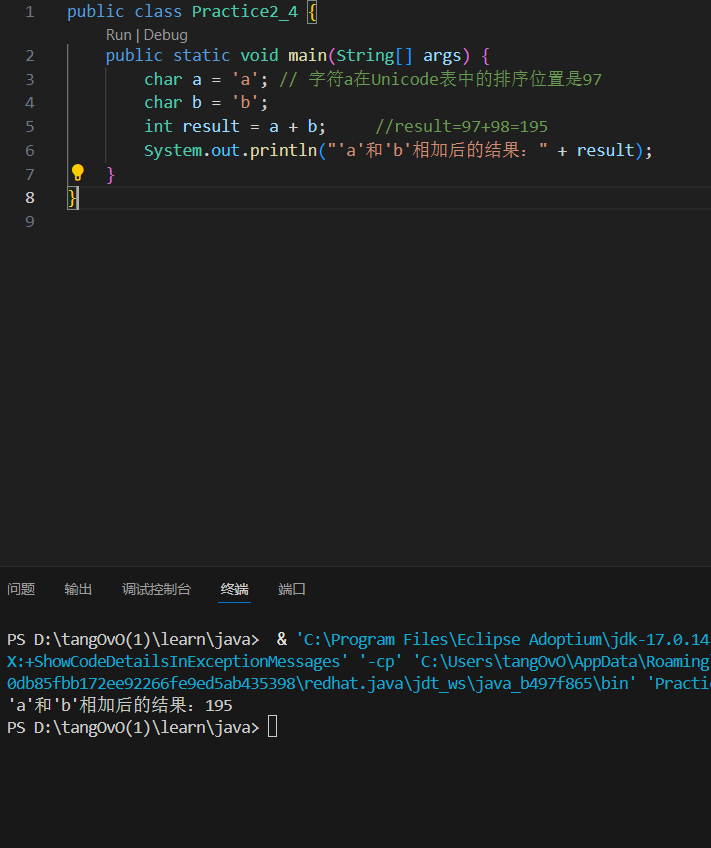 1 public class Practice2_4 {
Run | Debug
2 public static void main(String[] args) {
3 char a = 'a'; // 字符a在Unicode表中的排序位置是97
4 char b = 'b';
5 int result = a + b; //result=97+98=195
6 System.out.println("'a'和'b'相加后的结果：" + result);
7 }
8 }
9
问题 输出 调试控制台 终端 端口
PS D:\tangOvO(1)\learn\java> & 'C:\Program Files\Eclipse Adoptium\jdk-17.0.14
X:+ShowCodeDetailsInExceptionMessages' '-cp' 'C:\Users\tangOvO\AppData\Roaming
0db85fbb172ee92266fe9ed5ab435398\redhat.java\jdt_ws\java_b497f865\bin' 'Practi
'a'和'b'相加后的结果：195
PS D:\tangOvO(1)\learn\java>